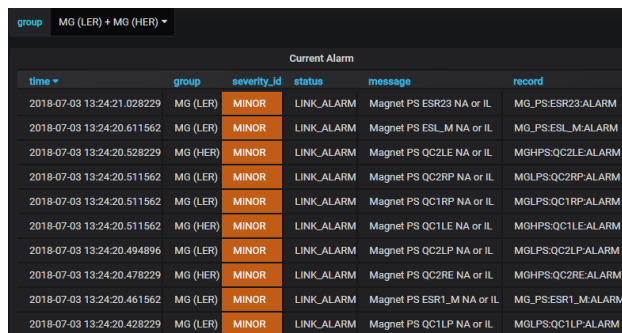 group MG (LER) + MG (HER)
Current Alarm
time group severity_id status message record
2018-07-03 13:24:21.028229 MG (LER) MINOR LINK_ALARM Magnet PS ESR23 NA or IL MG_PS:ESR23:ALARM
2018-07-03 13:24:20.611562 MG (LER) MINOR LINK_ALARM Magnet PS ESL_M NA or IL MG_PS:ESL_M:ALARM
2018-07-03 13:24:20.528229 MG (HER) MINOR LINK_ALARM Magnet PS QC2LE NA or IL MGHPS:QC2LE:ALARM
2018-07-03 13:24:20.511562 MG (LER) MINOR LINK_ALARM Magnet PS QC2RP NA or IL MGLPS:QC2RP:ALARM
2018-07-03 13:24:20.511562 MG (LER) MINOR LINK_ALARM Magnet PS QC1RP NA or IL MGLPS:QC1RP:ALARM
2018-07-03 13:24:20.511562 MG (HER) MINOR LINK_ALARM Magnet PS QC1LE NA or IL MGHPS:QC1LE:ALARM
2018-07-03 13:24:20.494896 MG (LER) MINOR LINK_ALARM Magnet PS QC2LP NA or IL MGLPS:QC2LP:ALARM
2018-07-03 13:24:20.478229 MG (HER) MINOR LINK_ALARM Magnet PS QC2RE NA or IL MGHPS:QC2RE:ALARM
2018-07-03 13:24:20.461562 MG (LER) MINOR LINK_ALARM Magnet PS ESR1_M NA or IL MG_PS:ESR1_M:ALARM
2018-07-03 13:24:20.428229 MG (LER) MINOR LINK_ALARM Magnet PS QC1LP NA or IL MGLPS:QC1LP:ALARM